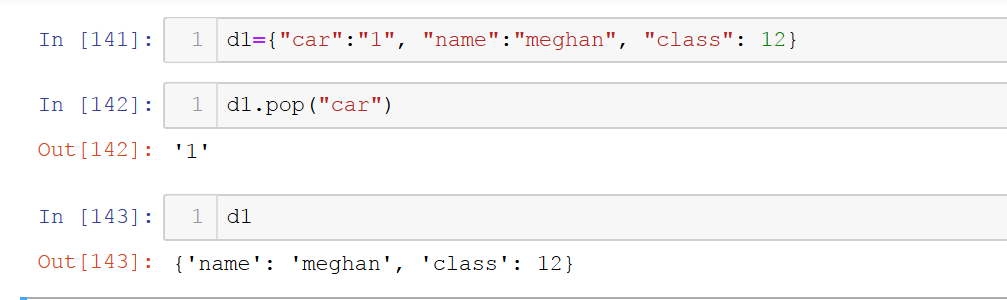 In [141]: 1 d1={"car":"1", "name":"meghan", "class": 12}
In [142]: 1 d1.pop("car")
Out[142]: '1'
In [143]: 1 d1
Out[143]: {'name': 'meghan', 'class': 12}